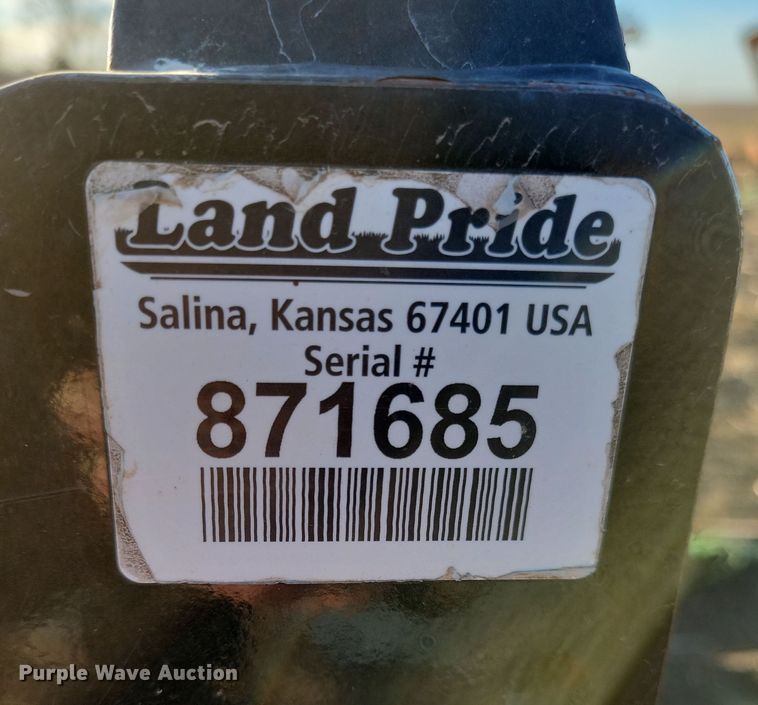 Land Pride
Salina, Kansas 67401 USA
Serial #
871685
Purple Wave Auction